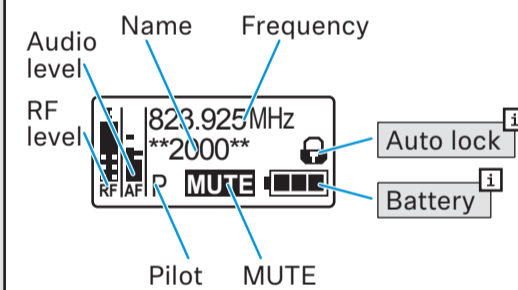 Name
Frequency
Audio
level
RF
level
823.925MHz
**2000**
RF
AF
P
MUTE
Auto lock
i
Battery
i
Pilot
MUTE